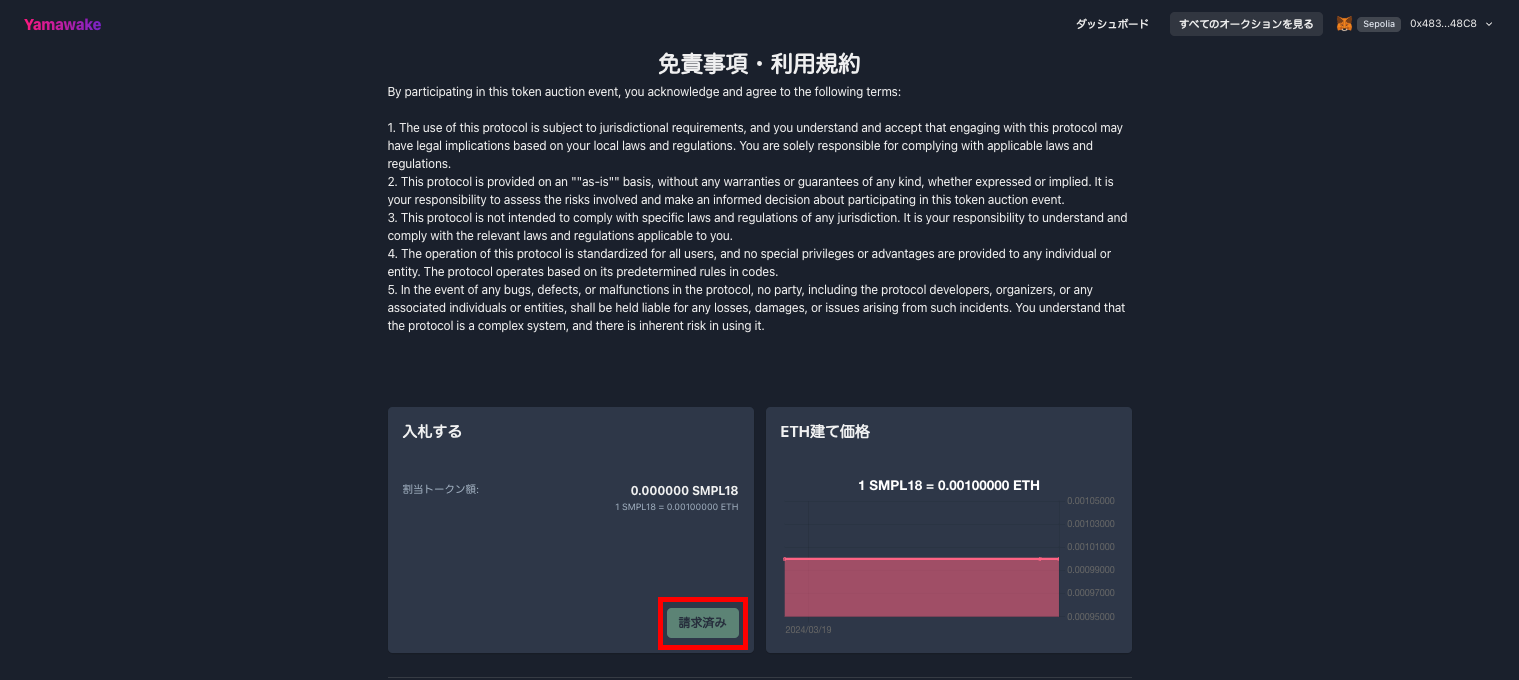 Yamawake
ダッシュボード
すべてのオークションを見る
Sepolia
0x483...48C8
免責事項・利用規約
By participating in this token auction event, you acknowledge and agree to the following terms:
1. The use of this protocol is subject to jurisdictional requirements, and you understand and accept that engaging with this protocol may
have legal implications based on your local laws and regulations. You are solely responsible for complying with applicable laws and
regulations.
2. This protocol is provided on an ""as-is"" basis, without any warranties or guarantees of any kind, whether expressed or implied. It is
your responsibility to assess the risks involved and make an informed decision about participating in this token auction event.
3. This protocol is not intended to comply with specific laws and regulations of any jurisdiction. It is your responsibility to understand and
comply with the relevant laws and regulations applicable to you.
4. The operation of this protocol is standardized for all users, and no special privileges or advantages are provided to any individual or
entity. The protocol operates based on its predetermined rules in codes.
5. In the event of any bugs, defects, or malfunctions in the protocol, no party, including the protocol developers, organizers, or any
associated individuals or entities, shall be held liable for any losses, damages, or issues arising from such incidents. You understand that
the protocol is a complex system, and there is inherent risk in using it.
入札する
割当トークン額:
0.000000 SMPL18
1 SMPL18 = 0.00100000 ETH
請求済み
ETH建て価格
1 SMPL18 = 0.00100000 ETH
0.00105000
0.00103000
0.00101000
0.00099000
0.00097000
0.00095000
2024/03/19